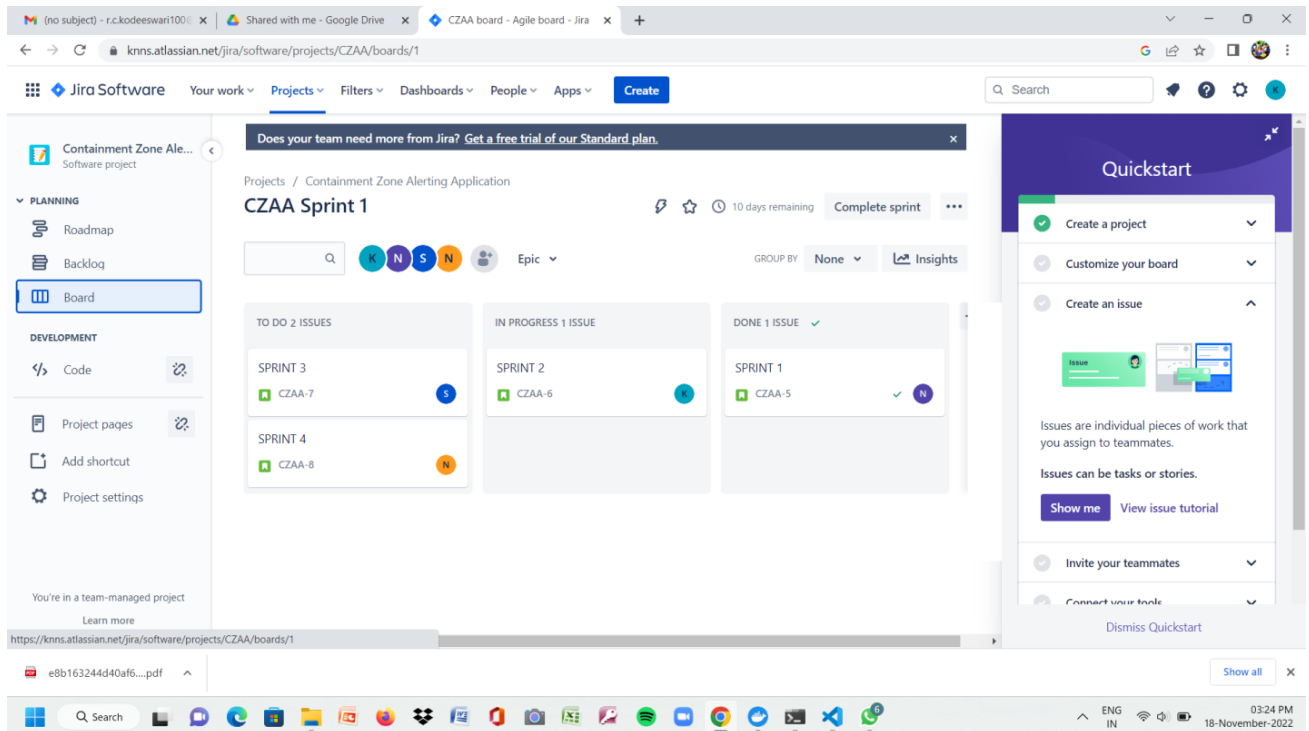 (no subject) - r.c.kodeeswari100@
Shared with me - Google Drive
CZAA board - Agile board - Jira
knns.atlassian.net/jira/software/projects/CZAA/boards/1
Jira Software
Your work
Projects
Filters
Dashboards
People
Apps
Create
Search
K
Containment Zone Ale...
Software project
PLANNING
Roadmap
Backlog
Board
DEVELOPMENT
Code
Project pages
Add shortcut
Project settings
You're in a team-managed project
Learn more
https://knns.atlassian.net/jira/software/projects/CZAA/boards/1
Does your team need more from Jira? Get a free trial of our Standard plan.
Projects / Containment Zone Alerting Application
CZAA Sprint 1
10 days remaining
Complete sprint
K N S N
Epic
GROUP BY None
Insights
TO DO 2 ISSUES
SPRINT 3
CZAA-7
S
SPRINT 4
CZAA-8
N
IN PROGRESS 1 ISSUE
SPRINT 2
CZAA-6
K
DONE 1 ISSUE
SPRINT 1
CZAA-5
N
Quickstart
Create a project
Customize your board
Create an issue
Issue
Issues are individual pieces of work that
you assign to teammates.
Issues can be tasks or stories.
Show me
View issue tutorial
Invite your teammates
Connect your tools
Dismiss Quickstart
e8b163244d40af6....pdf
Show all
Search
6
ENG
IN
03:24 PM
18-November-2022